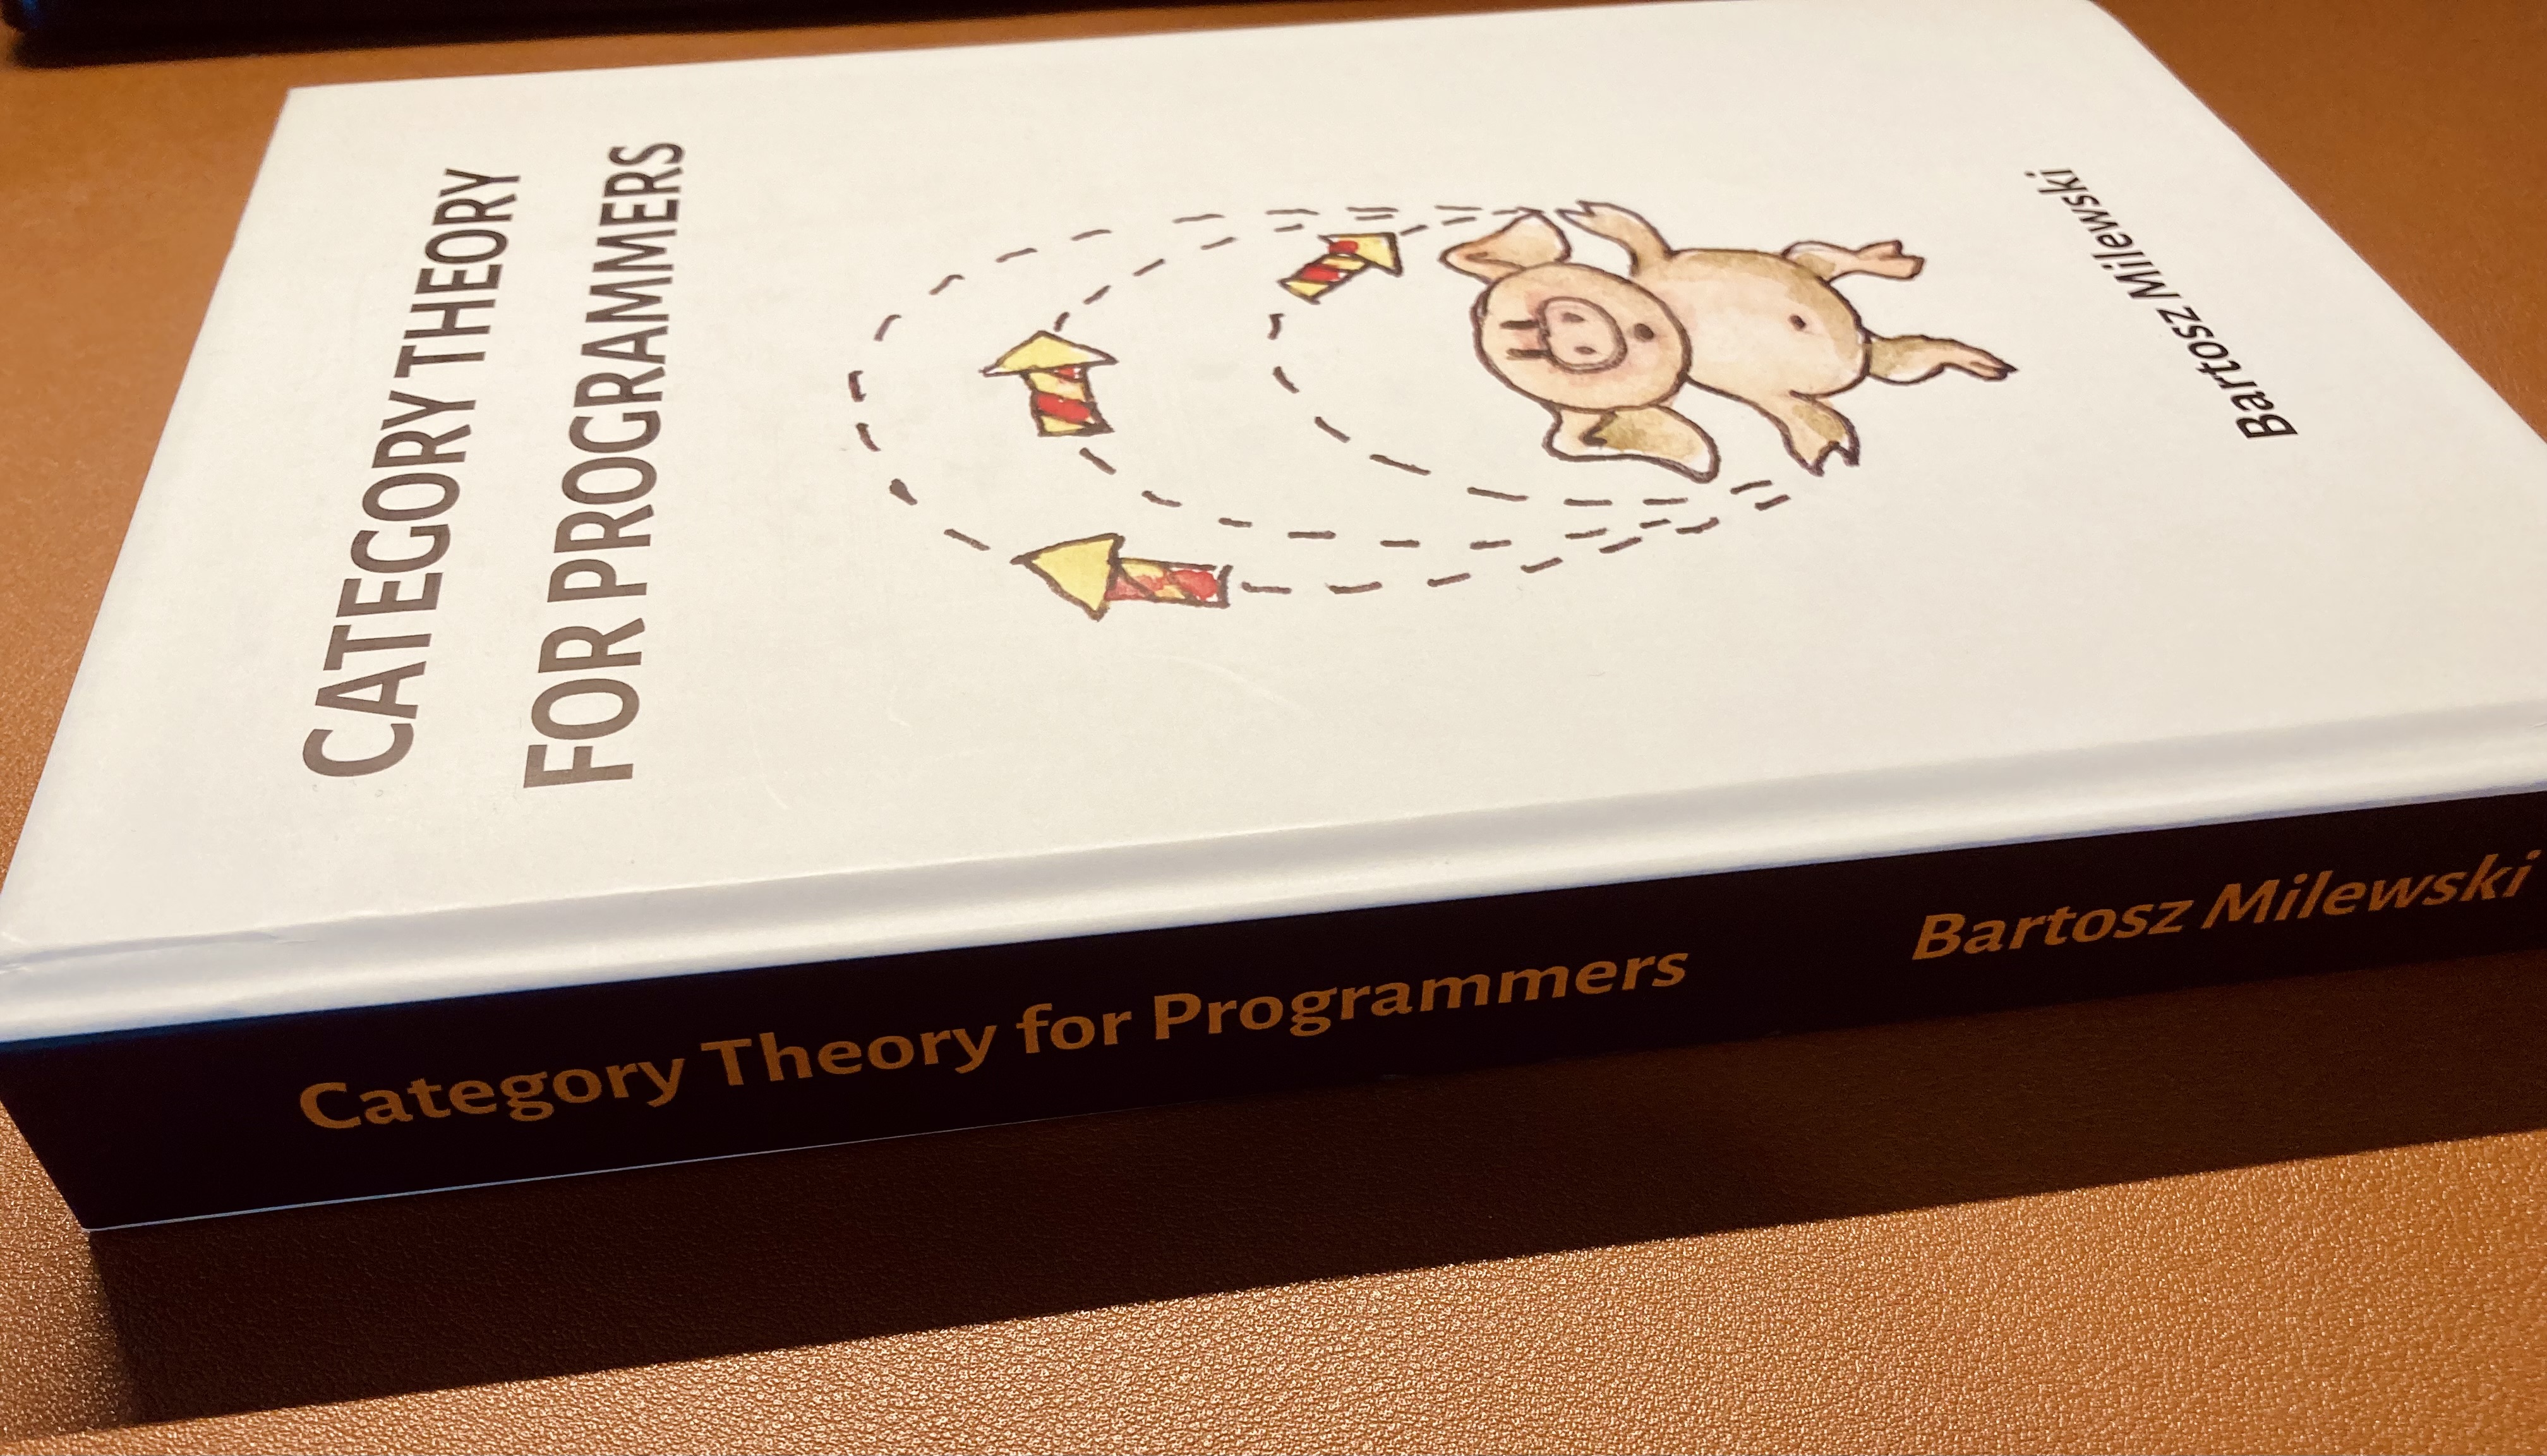 CATEGORY THEORY
FOR PROGRAMMERS
Bartosz Milewski
Category Theory for Programmers Bartosz Milewski